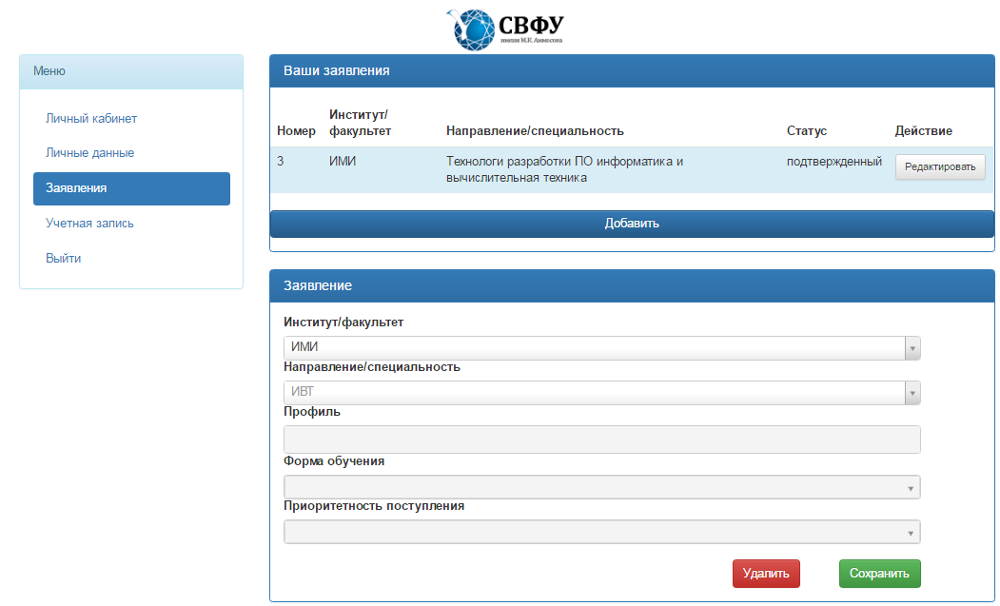 СВФУ
имени М.К. Аммосова
Меню
Личный кабинет
Личные данные
Заявления
Учетная запись
Выйти
Ваши заявления
Номер Институт/ факультет Направление/специальность Статус Действие
3 ИМИ Технологи разработки ПО информатика и вычислительная техника подтвержденный Редактировать
Добавить
Заявление
Институт/факультет
ИМИ
Направление/специальность
ИВТ
Профиль
Форма обучения
Приоритетность поступления
Удалить Сохранить